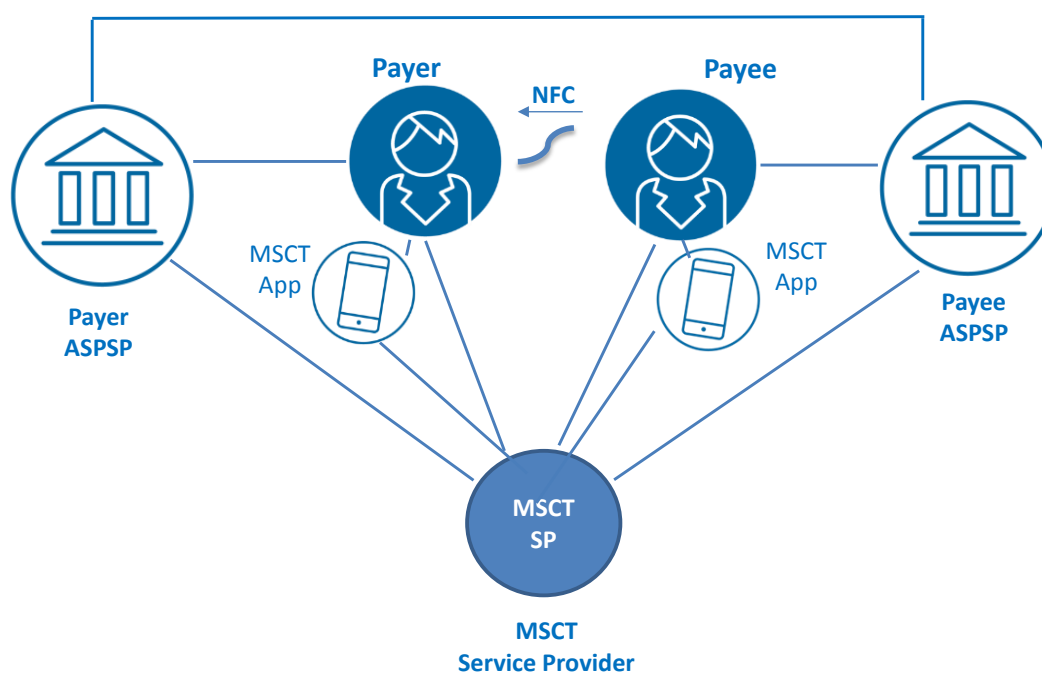 Payer
Payee
NFC
MSCT
App
MSCT
App
Payer
ASPSP
Payee
ASPSP
MSCT
SP
MSCT
Service Provider